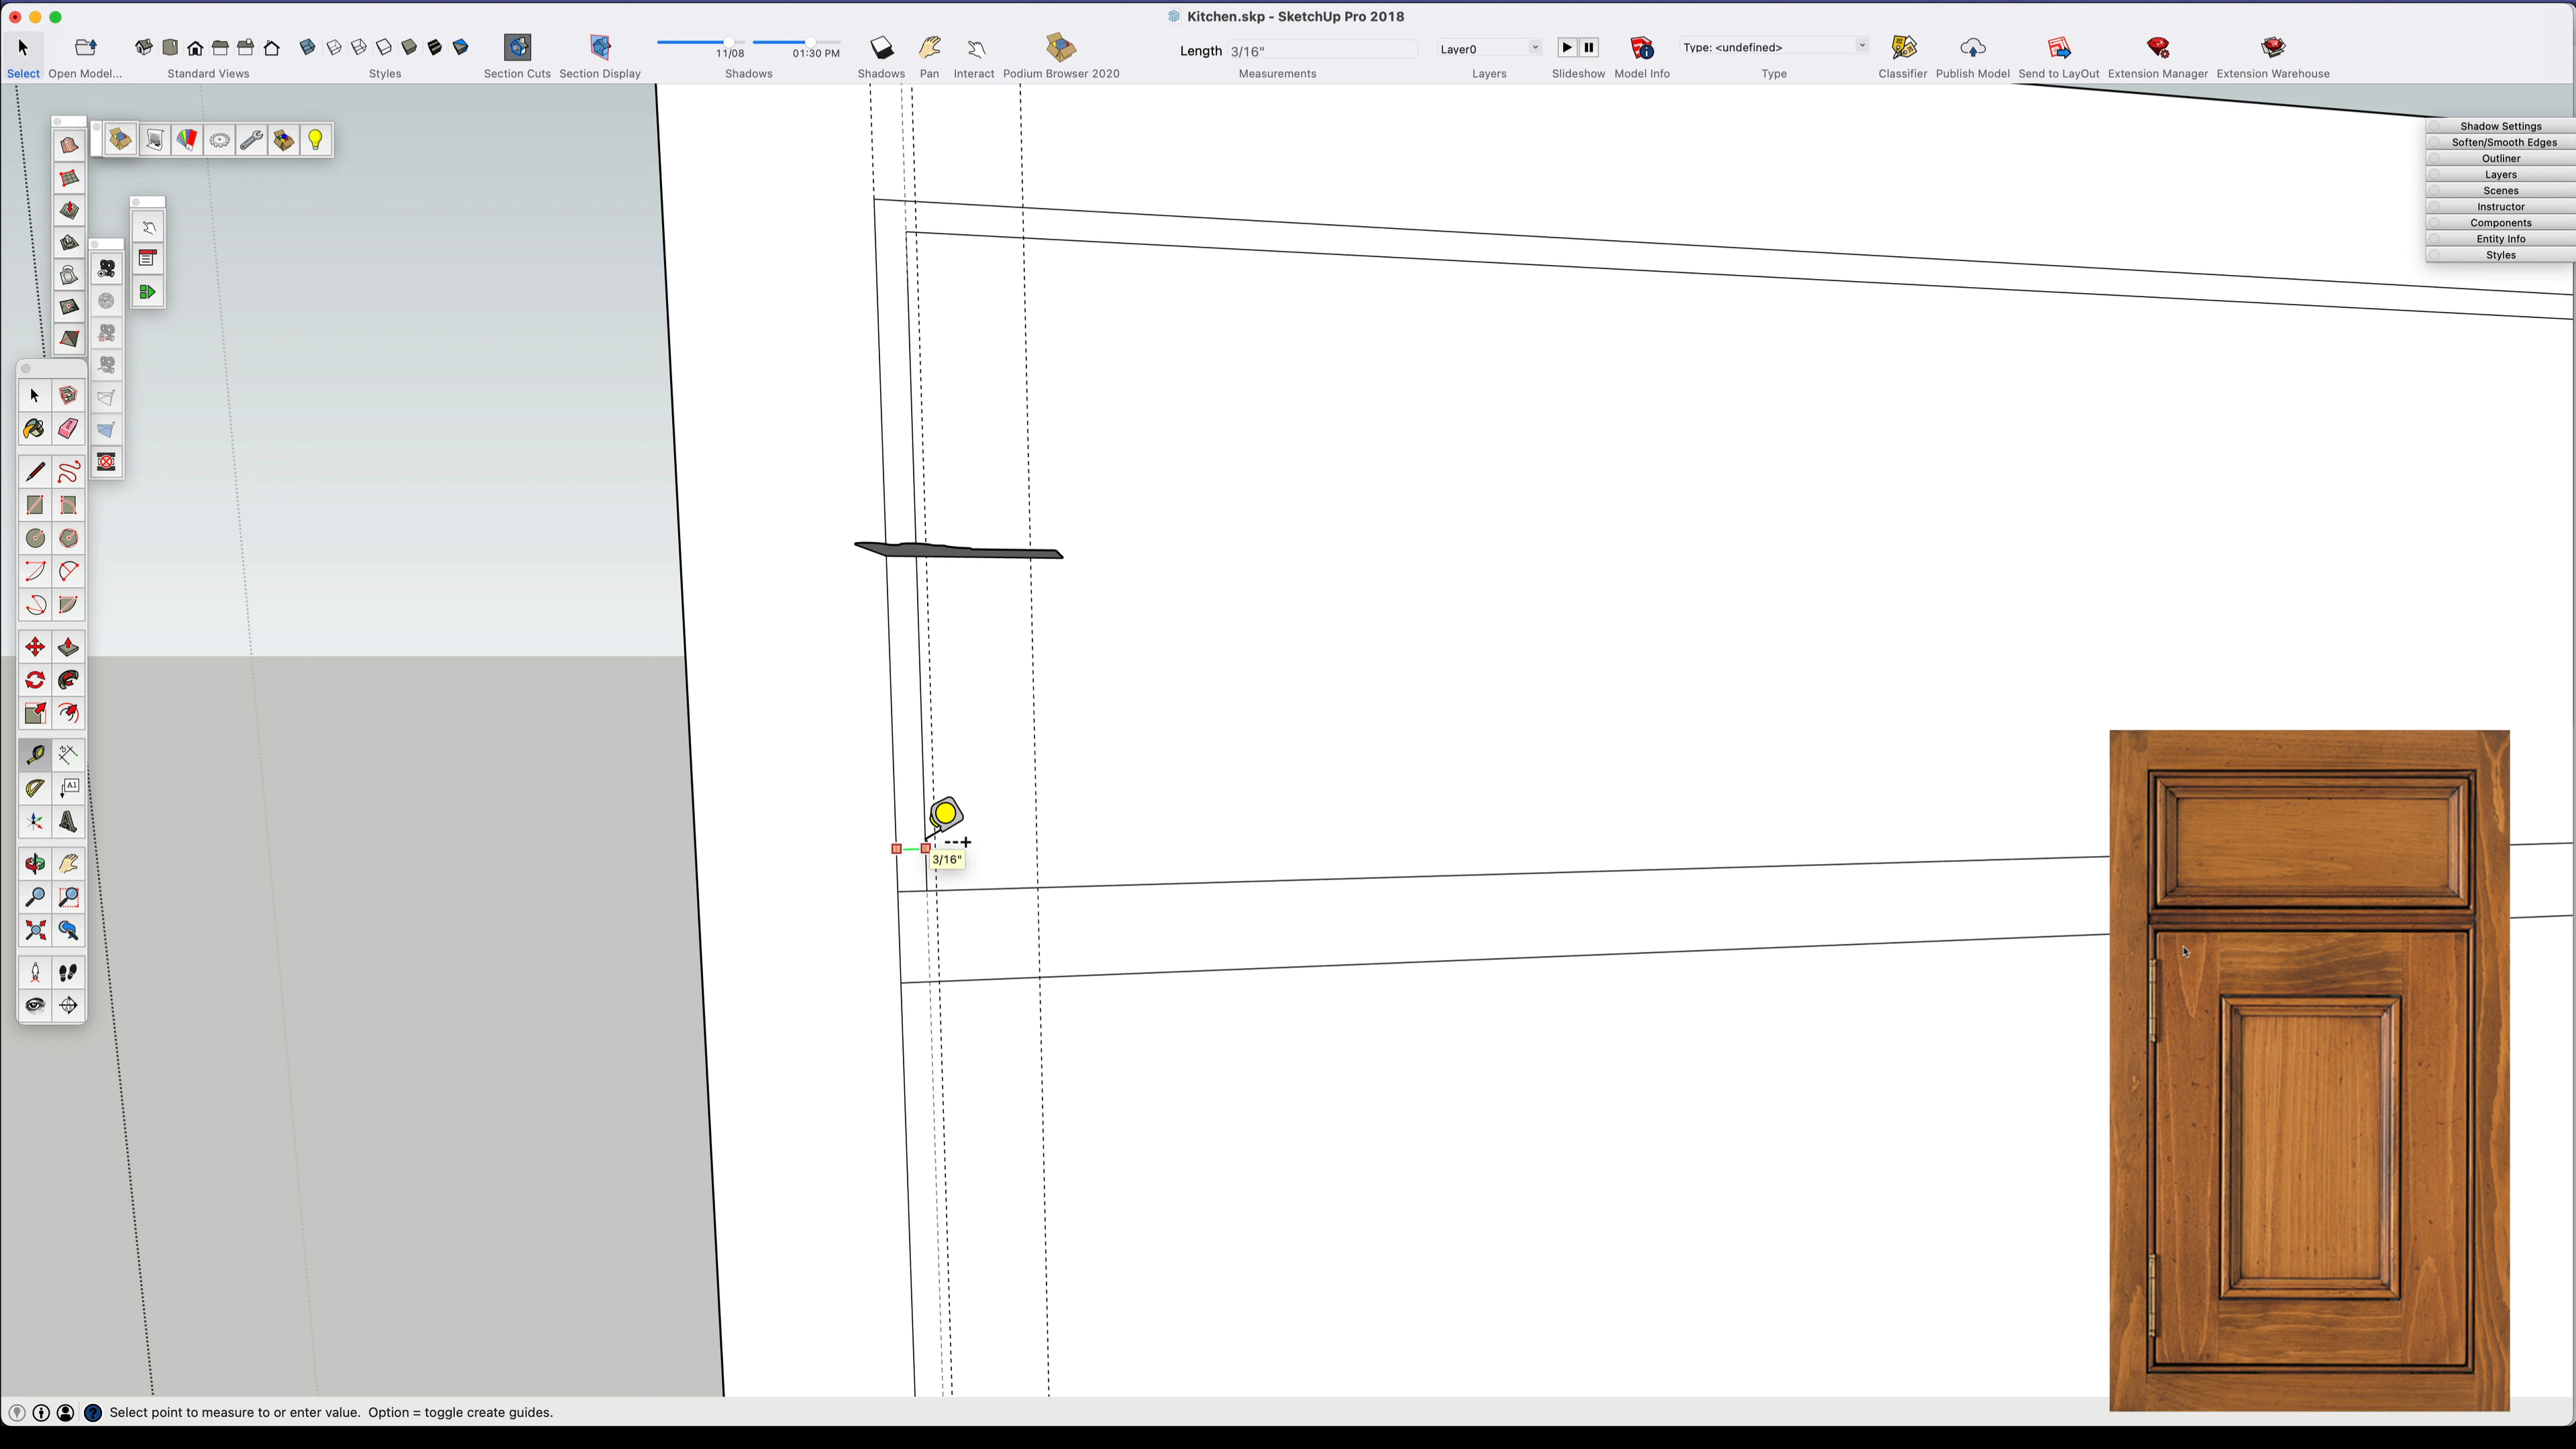 Kitchen.skp - SketchUp Pro 2018
11/08
01:30 PM
Length 3/16"
Layer0
Type: <undefined>
Select
Open Model...
Standard Views
Styles
Section Cuts
Section Display
Shadows
Shadows
Pan
Interact
Podium Browser 2020
Measurements
Layers
Slideshow
Model Info
Type
Classifier
Publish Model
Send to LayOut
Extension Manager
Extension Warehouse
Shadow Settings
Soften/Smooth Edges
Outliner
Layers
Scenes
Instructor
Components
Entity Info
Styles
A1
3/16"
Select point to measure to or enter value. Option = toggle create guides.